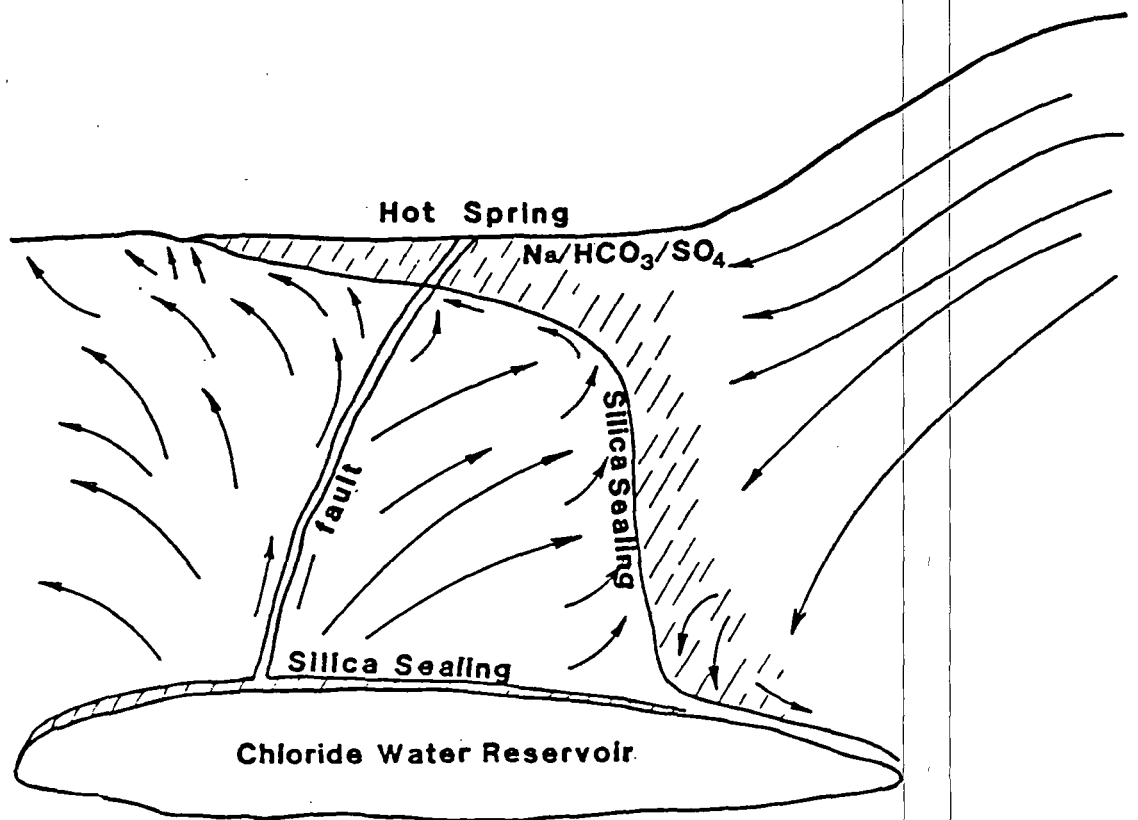 Hot Spring
Na/HCO₃/SO₄
Silica Sealing
fault
Silica Sealing
Chloride Water Reservoir